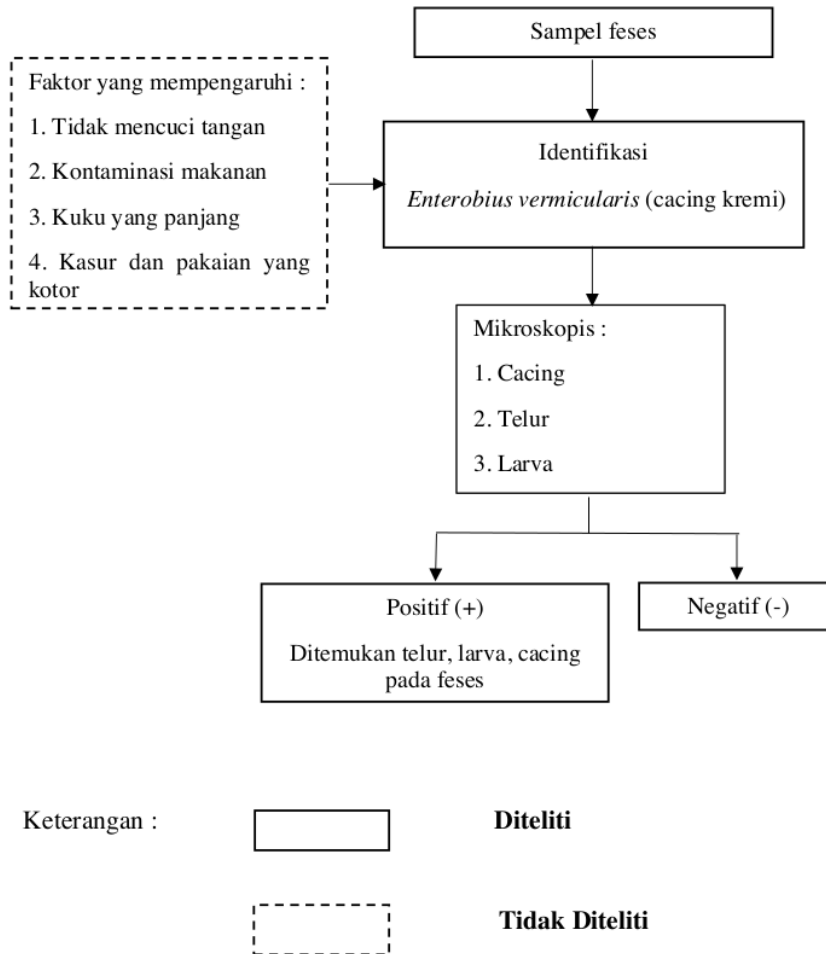 Sampel feses
Faktor yang mempengaruhi :
1. Tidak mencuci tangan
2. Kontaminasi makanan
3. Kuku yang panjang
4. Kasur dan pakaian yang
kotor
Identifikasi
Enterobius vermicularis (cacing kremi)
Mikroskopis :
1. Cacing
2. Telur
3. Larva
Positif (+)
Ditemukan telur, larva, cacing
pada feses
Negatif (-)
Keterangan :
Diteliti
Tidak Diteliti